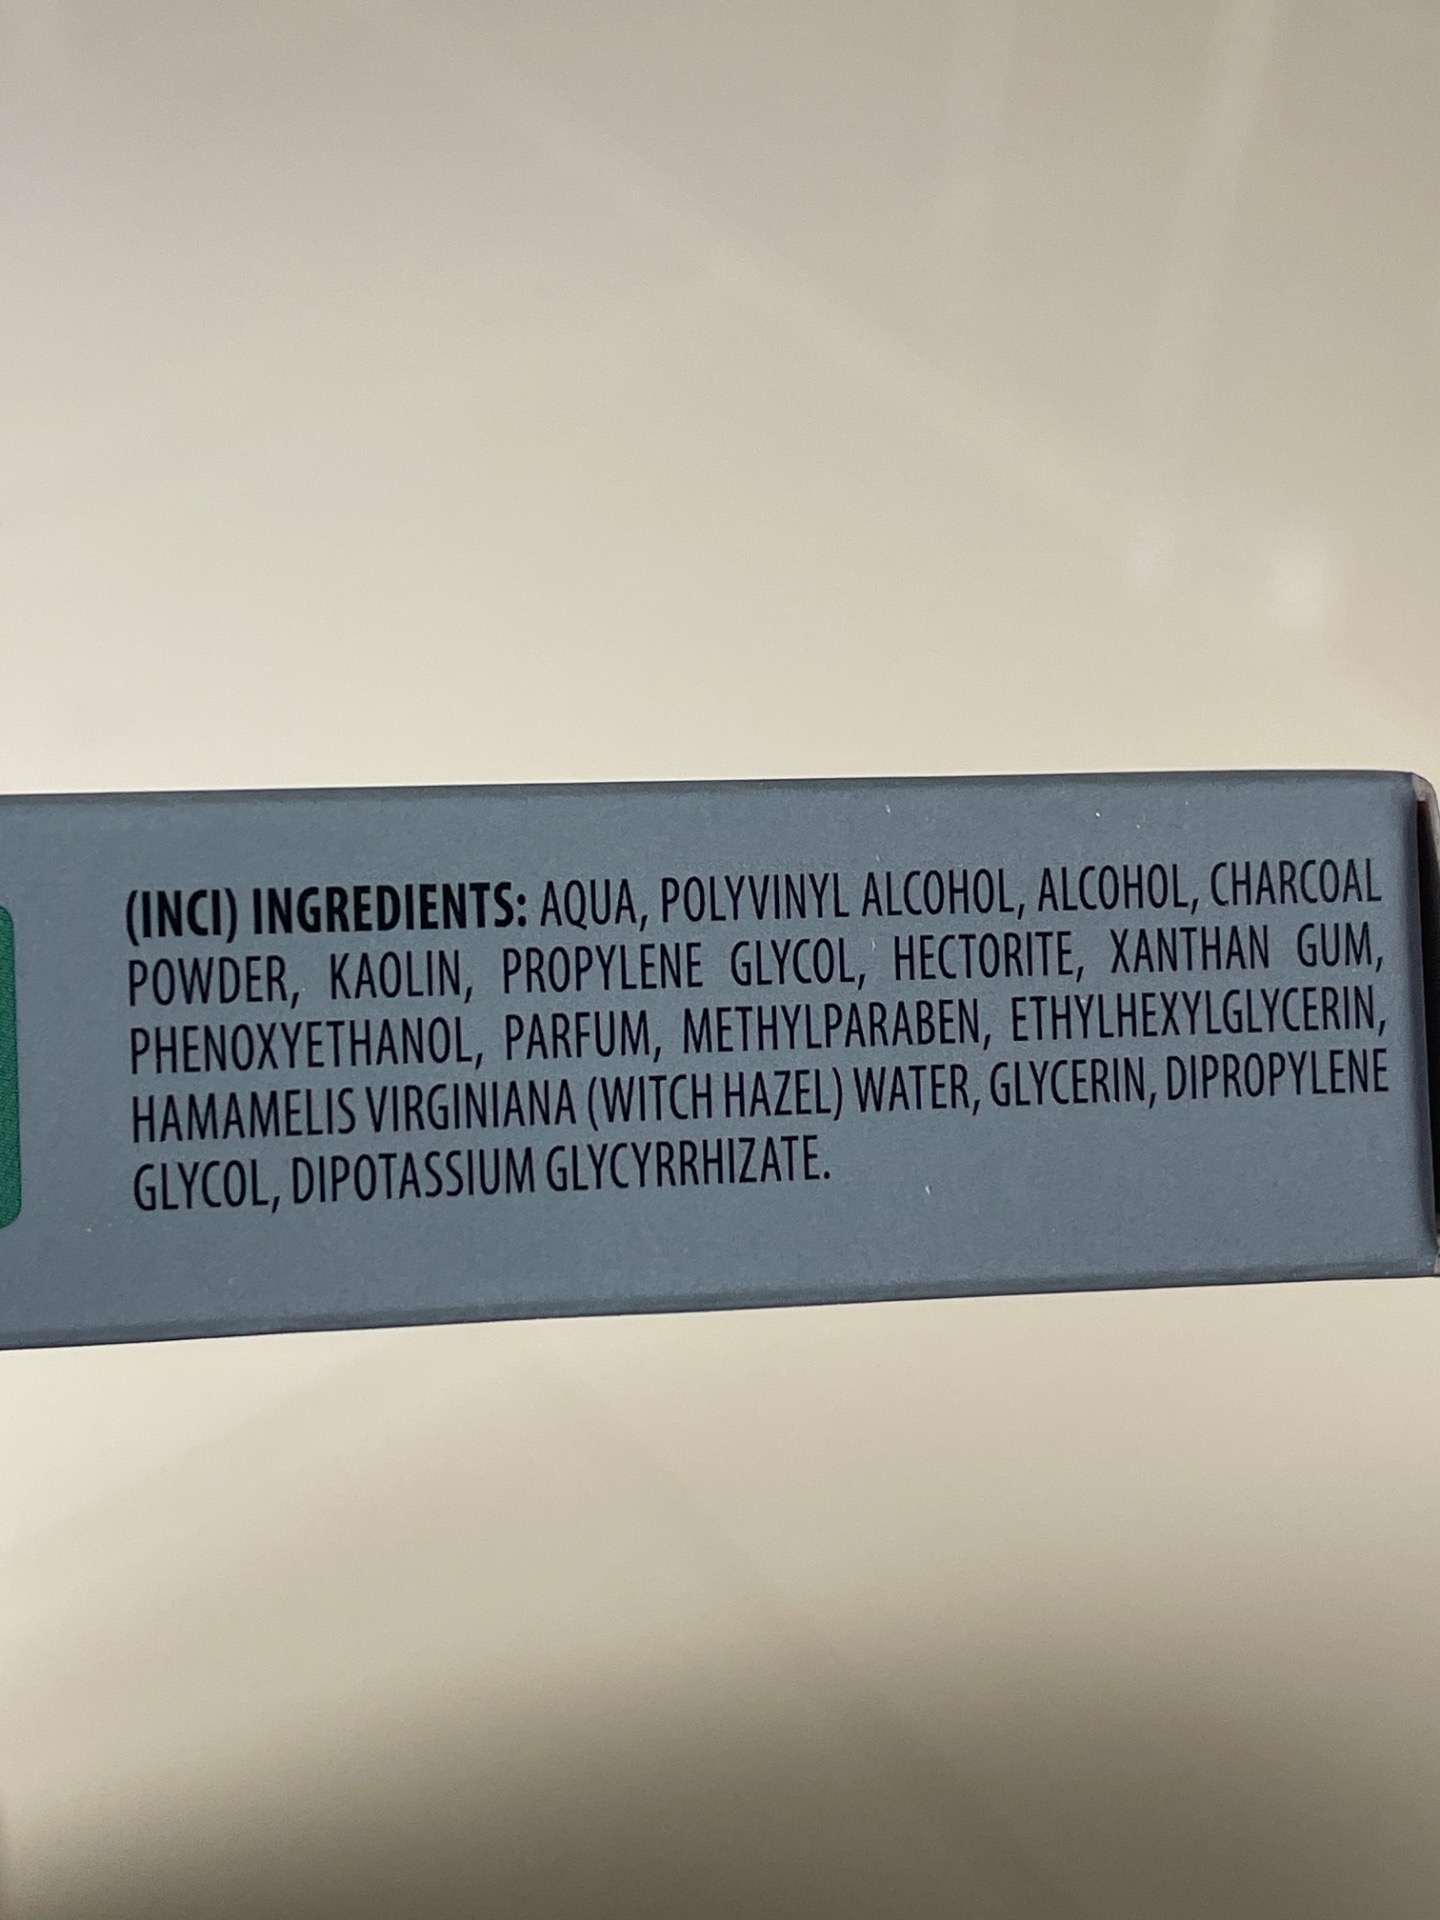 (INCI) INGREDIENTS: AQUA, POLYVINYL ALCOHOL, ALCOHOL, CHARCOAL
POWDER, KAOLIN, PROPYLENE GLYCOL, HECTORITE, XANTHAN GUM,
PHENOXYETHANOL, PARFUM, METHYLPARABEN, ETHYLHEXYLGLYCERIN,
HAMAMELIS VIRGINIANA (WITCH HAZEL) WATER, GLYCERIN, DIPROPYLENE
GLYCOL, DIPOTASSIUM GLYCYRRHIZATE.